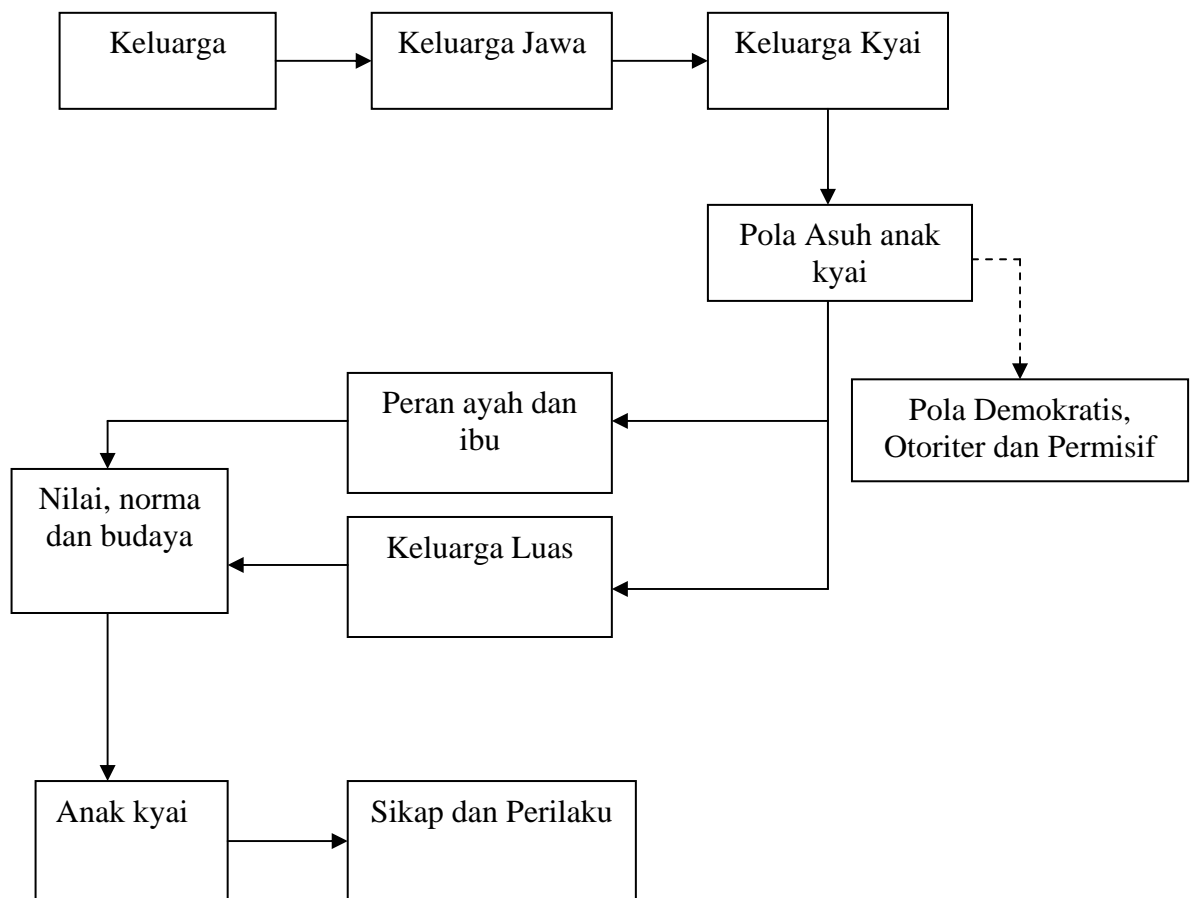 Keluarga
Keluarga Jawa
Keluarga Kyai
Pola Asuh anak
kyai
Peran ayah dan
ibu
Pola Demokratis,
Otoriter dan Permisif
Nilai, norma
dan budaya
Keluarga Luas
Anak kyai
Sikap dan Perilaku